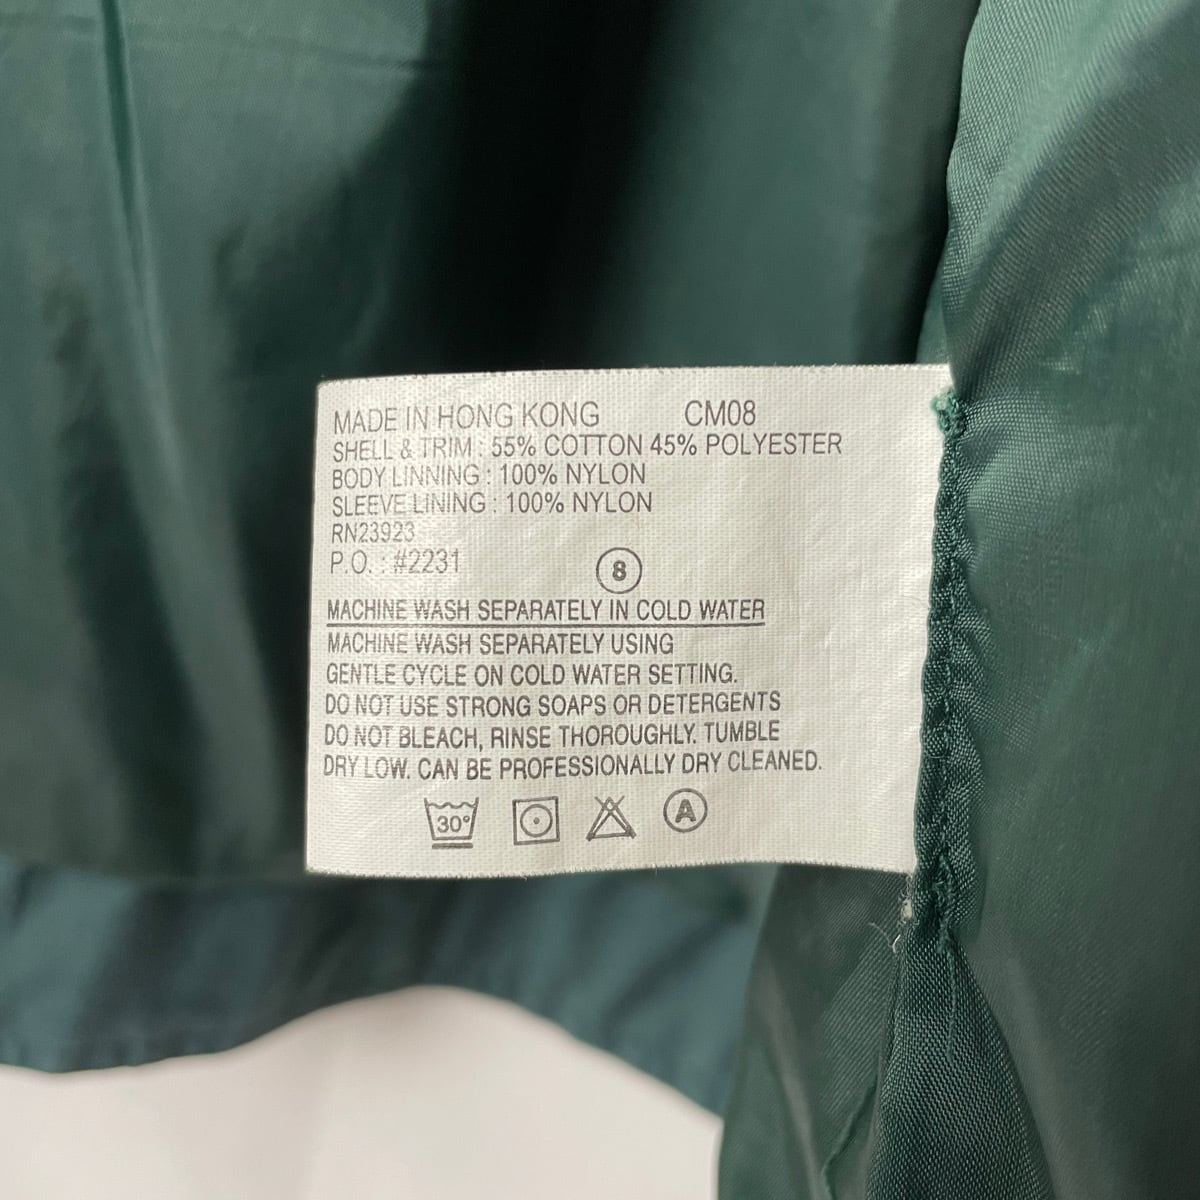 MADE IN HONG KONG CM08
SHELL & TRIM : 55% COTTON 45% POLYESTER
BODY LINNING : 100% NYLON
SLEEVE LINING : 100% NYLON
RN23923
P.O. : #2231
8
MACHINE WASH SEPARATELY IN COLD WATER
MACHINE WASH SEPARATELY USING
GENTLE CYCLE ON COLD WATER SETTING.
DO NOT USE STRONG SOAPS OR DETERGENTS
DO NOT BLEACH, RINSE THOROUGHLY. TUMBLE
DRY LOW. CAN BE PROFESSIONALLY DRY CLEANED.
30° A